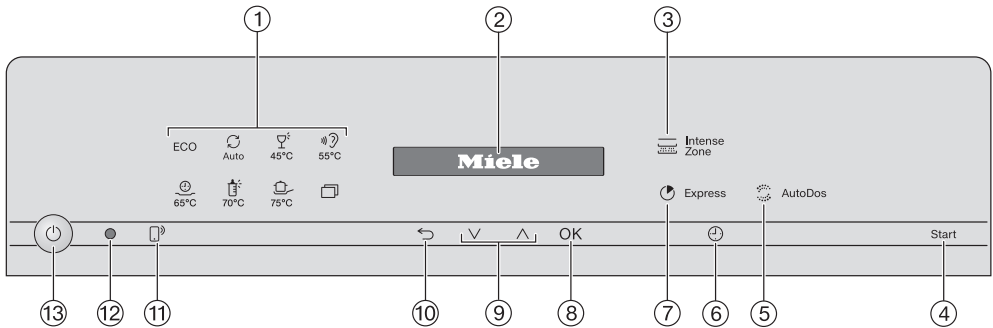 ① ② ③
ECO Auto 45°C 55°C
Miele
Intense
Zone
65°C 70°C 75°C
Express AutoDos
OK Start
⑬ ⑫ ⑪ ⑩ ⑨ ⑧ ⑦ ⑥ ⑤ ④